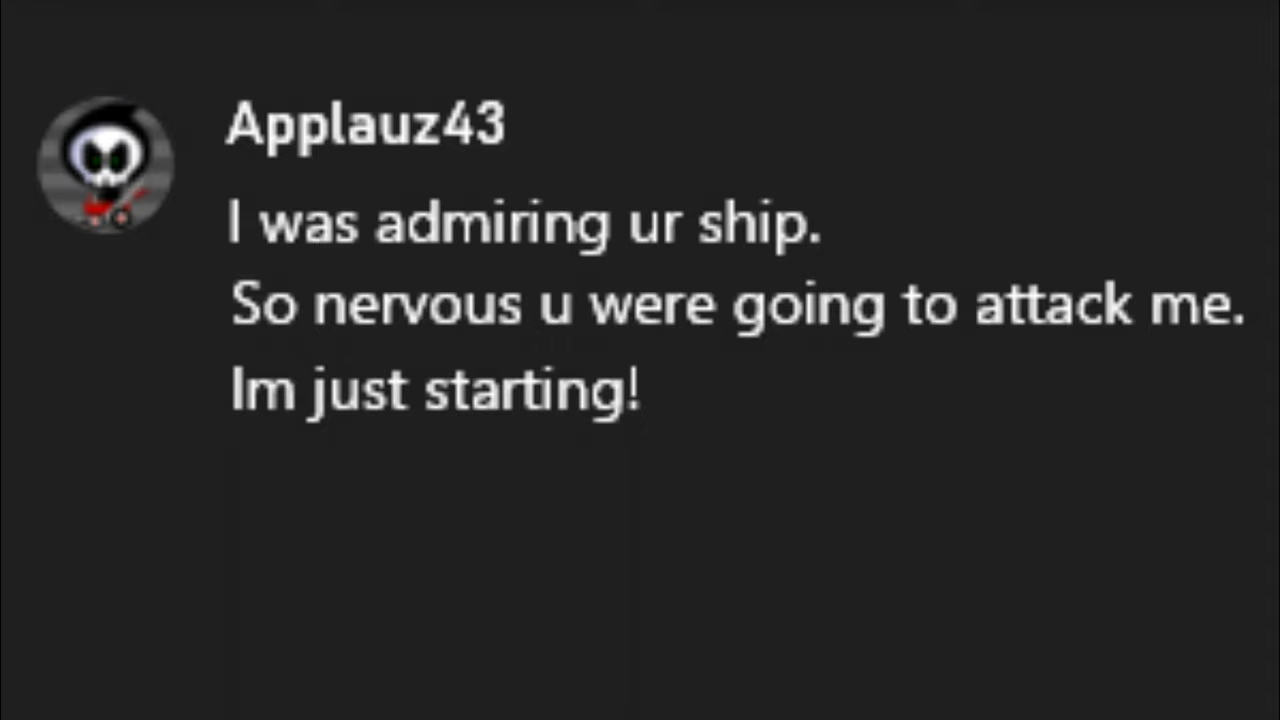 Applauz43
I was admiring ur ship.
So nervous u were going to attack me.
Im just starting!